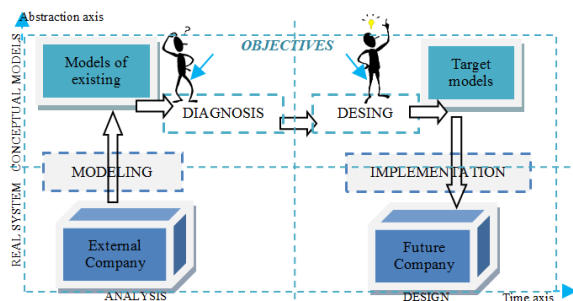 Abstraction axis
OBJECTIVES
Models of
existing
Target
models
DIAGNOSIS
DESING
CONCEPTUAL MODELS
MODELING
IMPLEMENTATION
REAL SYSTEM
External
Company
Future
Company
ANALYSIS
DESIGN
Time axis
?
?